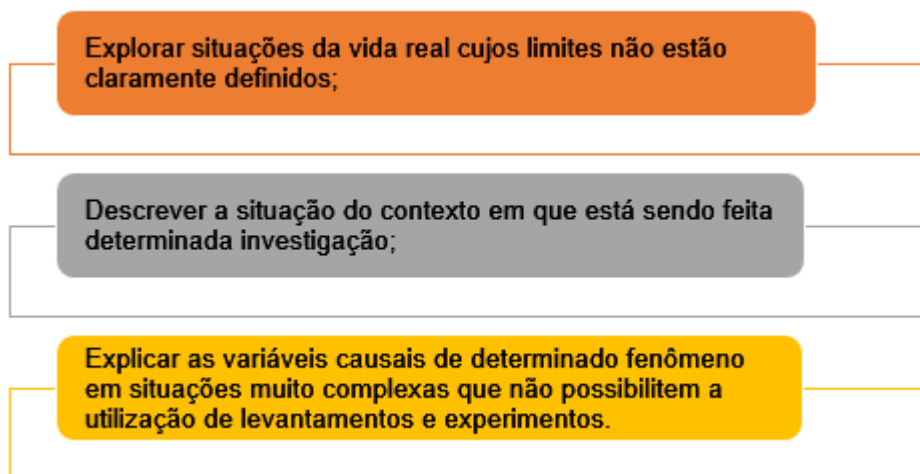 Explorar situações da vida real cujos limites não estão
claramente definidos;
Descrever a situação do contexto em que está sendo feita
determinada investigação;
Explicar as variáveis causais de determinado fenômeno
em situações muito complexas que não possibilitem a
utilização de levantamentos e experimentos.